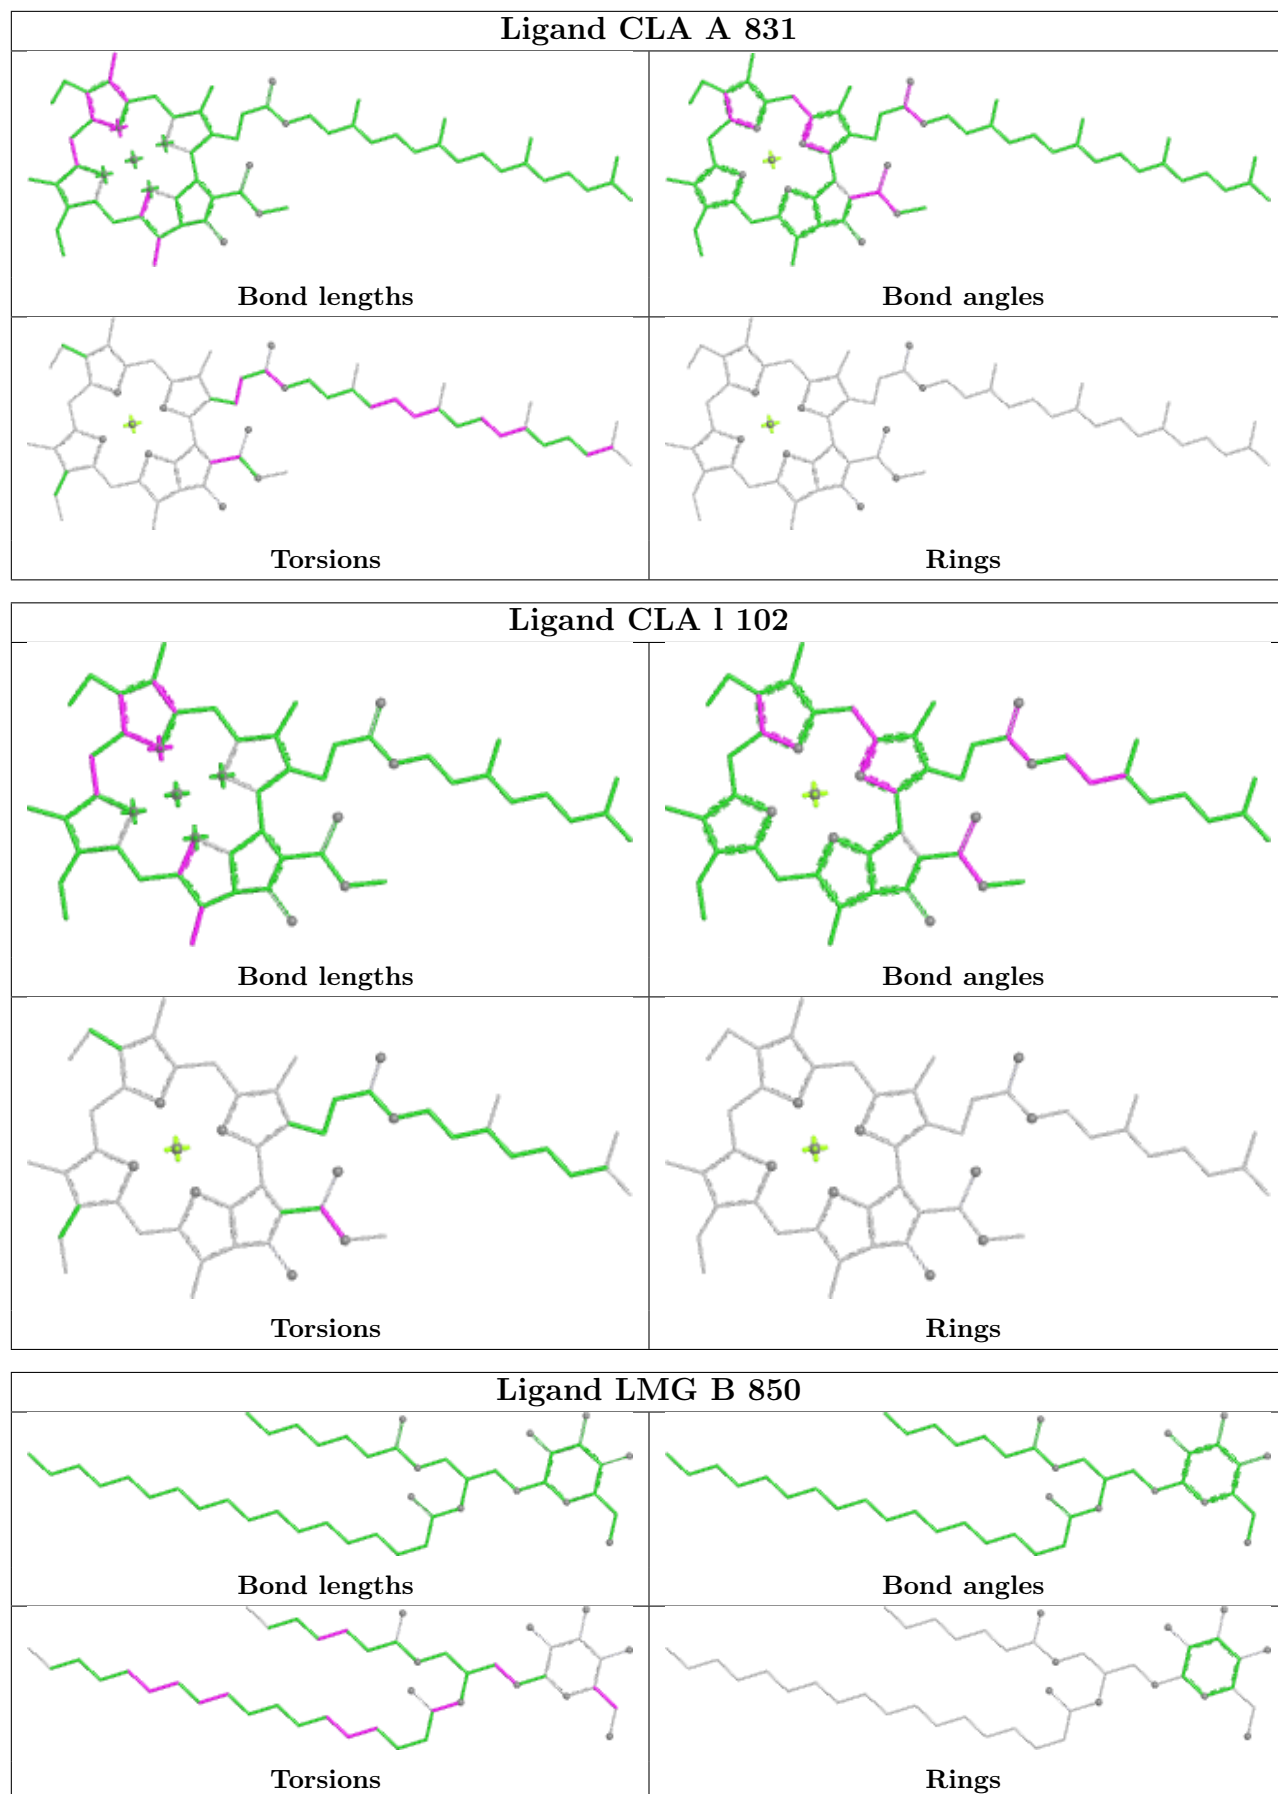 Ligand CLA A 831
Bond lengths
Bond angles
Torsions
Rings
Ligand CLA l 102
Bond lengths
Bond angles
Torsions
Rings
Ligand LMG B 850
Bond lengths
Bond angles
Torsions
Rings